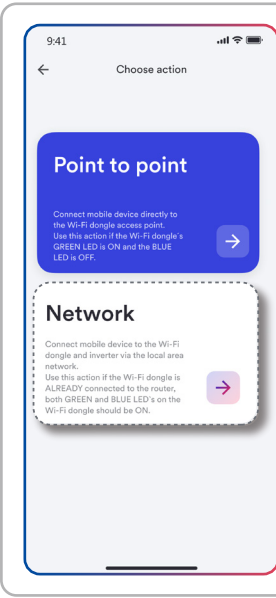 9:41
Choose action
Point to point
Connect mobile device directly to
the Wi-Fi dongle access point.
Use this action if the Wi-Fi dongle's
GREEN LED is ON and the BLUE
LED is OFF.
Network
Connect mobile device to the Wi-Fi
dongle and inverter via the local area
network.
Use this action if the Wi-Fi dongle is
ALREADY connected to the router,
both GREEN and BLUE LED's on the
Wi-Fi dongle should be ON.